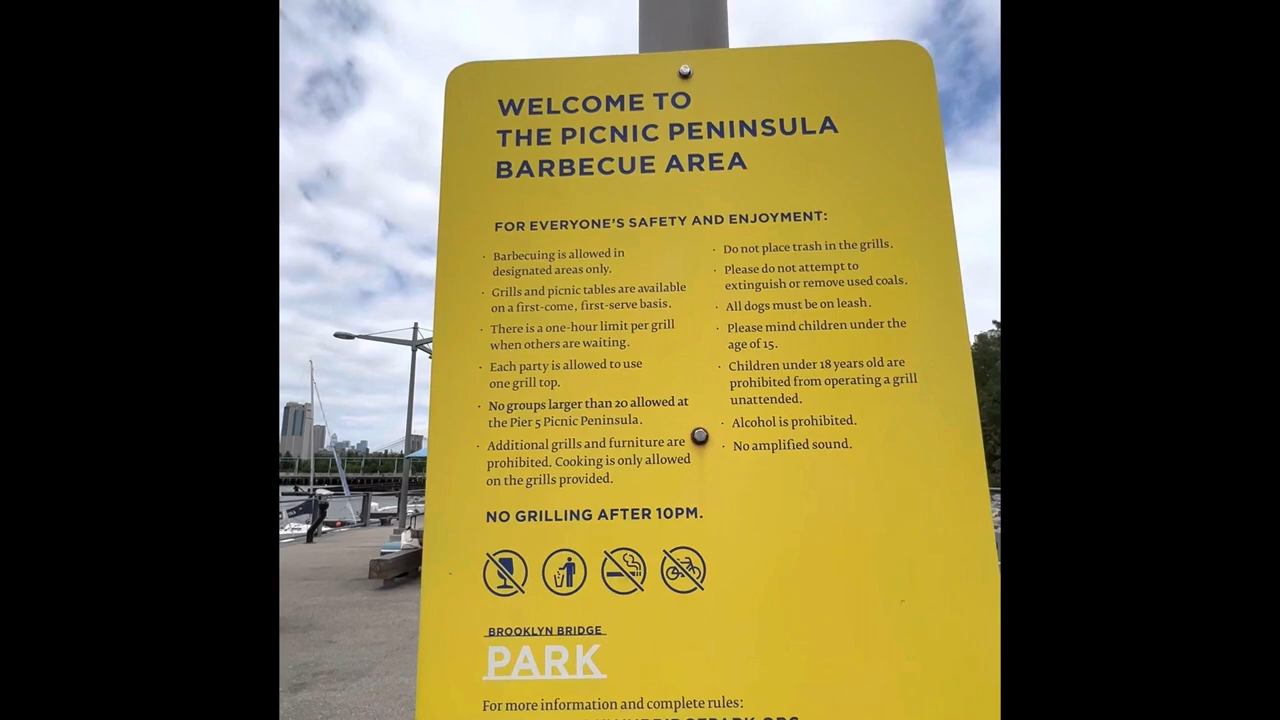 WELCOME TO
THE PICNIC PENINSULA
BARBECUE AREA
FOR EVERYONE'S SAFETY AND ENJOYMENT:
· Barbecuing is allowed in
designated areas only.
· Grills and picnic tables are available
on a first-come, first-serve basis.
· There is a one-hour limit per grill
when others are waiting.
· Each party is allowed to use
one grill top.
· No groups larger than 20 allowed at
the Pier 5 Picnic Peninsula.
· Additional grills and furniture are
prohibited. Cooking is only allowed
on the grills provided.
· Do not place trash in the grills.
· Please do not attempt to
extinguish or remove used coals.
· All dogs must be on leash.
· Please mind children under the
age of 15.
· Children under 18 years old are
prohibited from operating a grill
unattended.
· Alcohol is prohibited.
· No amplified sound.
NO GRILLING AFTER 10PM.
BROOKLYN BRIDGE
PARK
For more information and complete rules: